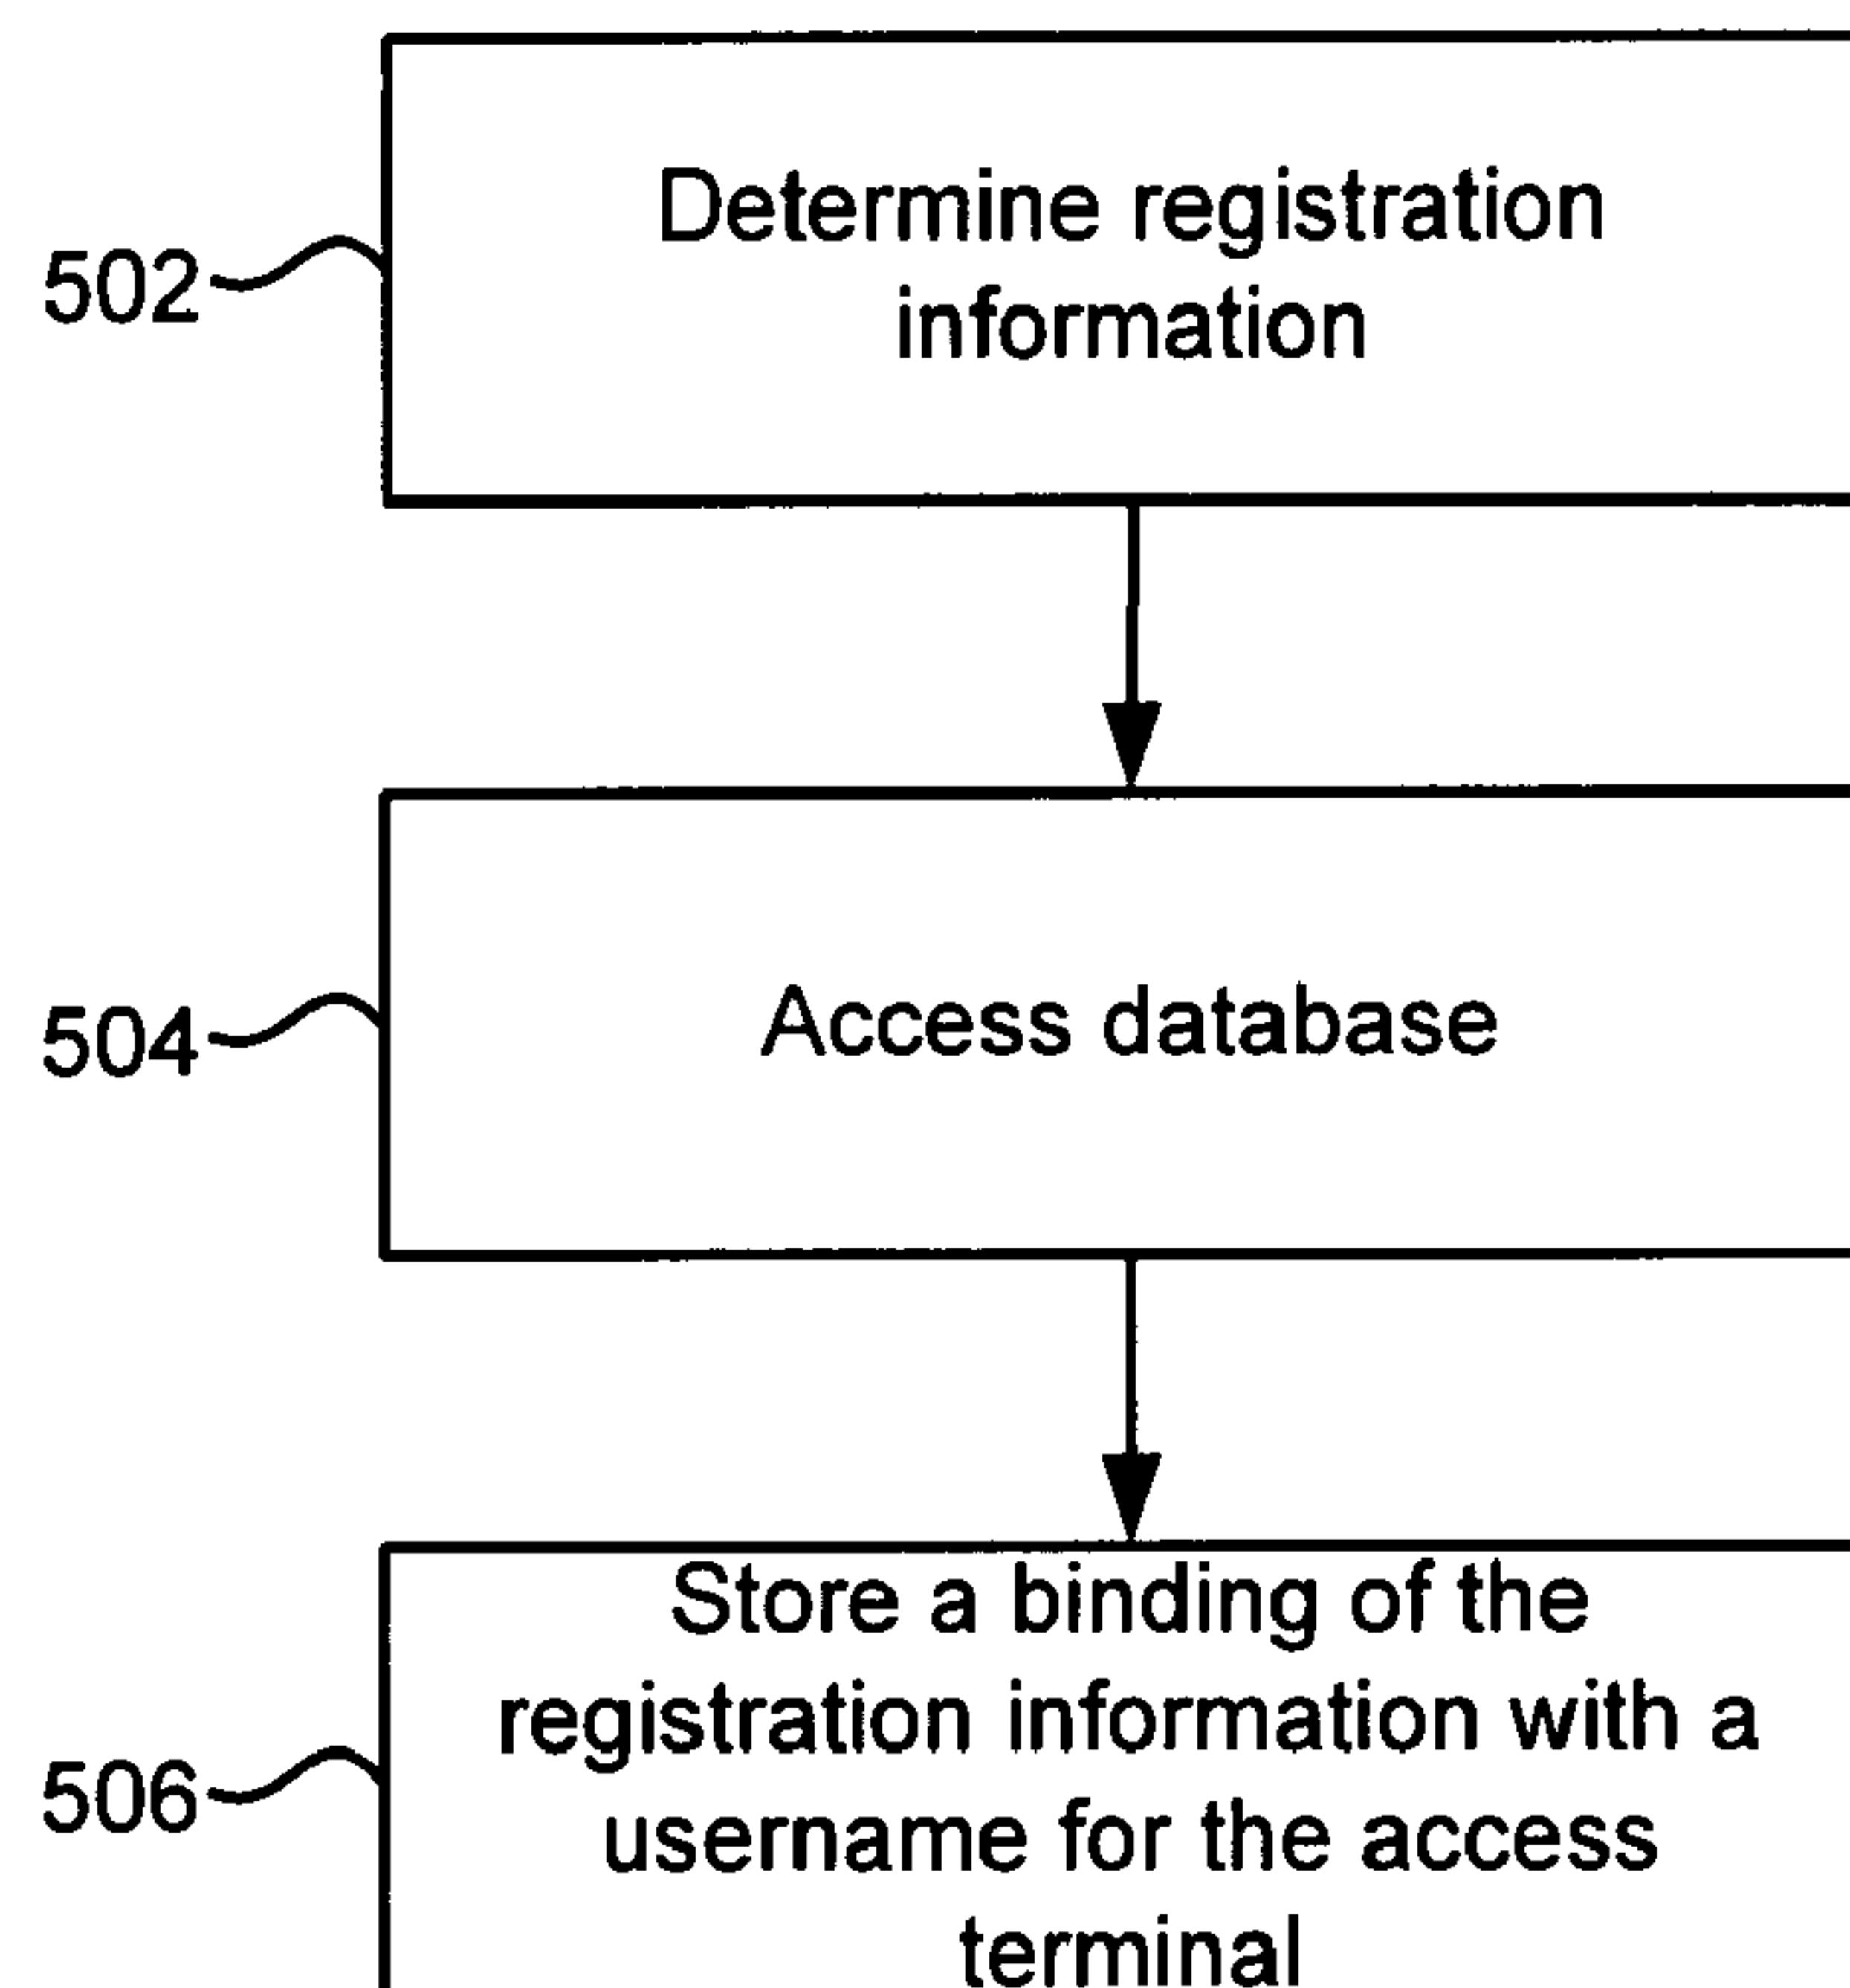 Determine registration
information
502
Access database
504
Store a binding of the
registration information with a
username for the access
terminal
506